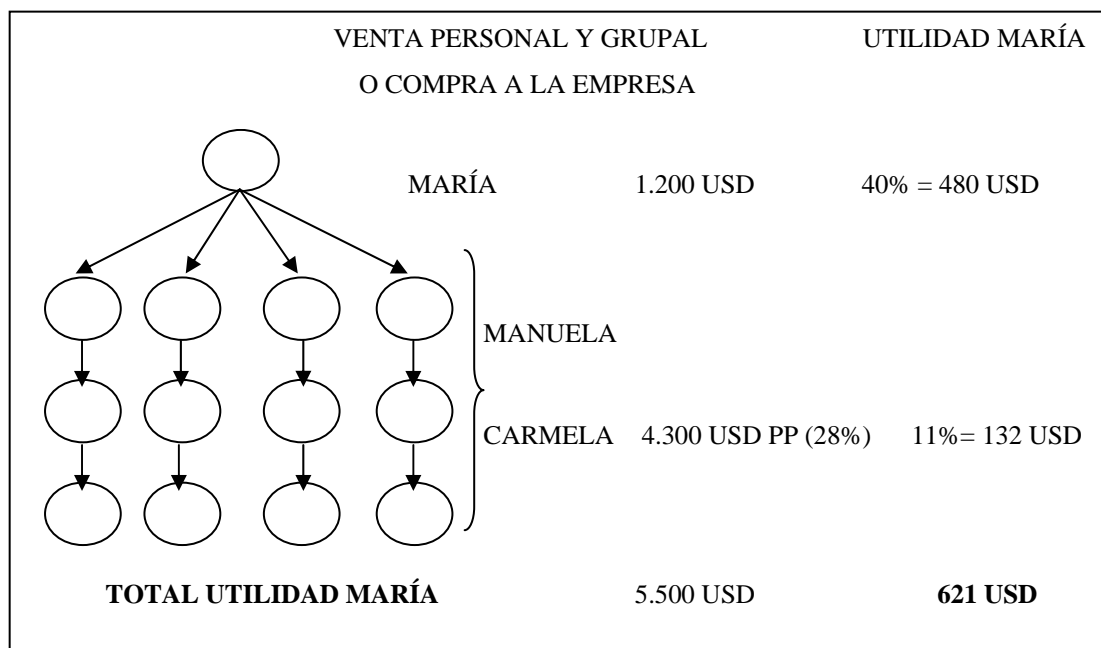 VENTA PERSONAL Y GRUPAL UTILIDAD MARÍA
O COMPRA A LA EMPRESA
MARÍA 1.200 USD 40% = 480 USD
MANUELA
CARMELA 4.300 USD PP (28%) 11%= 132 USD
TOTAL UTILIDAD MARÍA 5.500 USD 621 USD